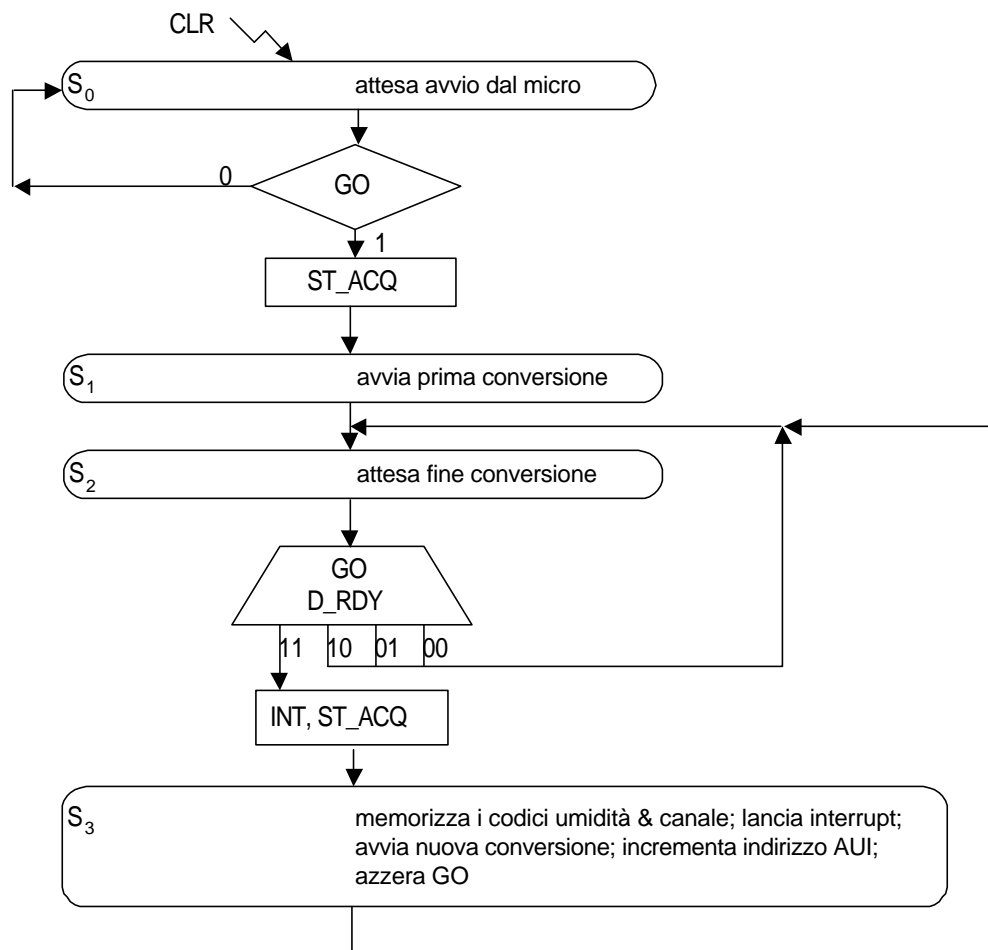 CLR
S0 attesa avvio dal micro
0 GO
1
ST_ACQ
S1 avvia prima conversione
S2 attesa fine conversione
GO
D_RDY
11 10 01 00
INT, ST_ACQ
S3 memorizza i codici umidità & canale; lancia interrupt;
avvia nuova conversione; incrementa indirizzo AUI;
azzera GO